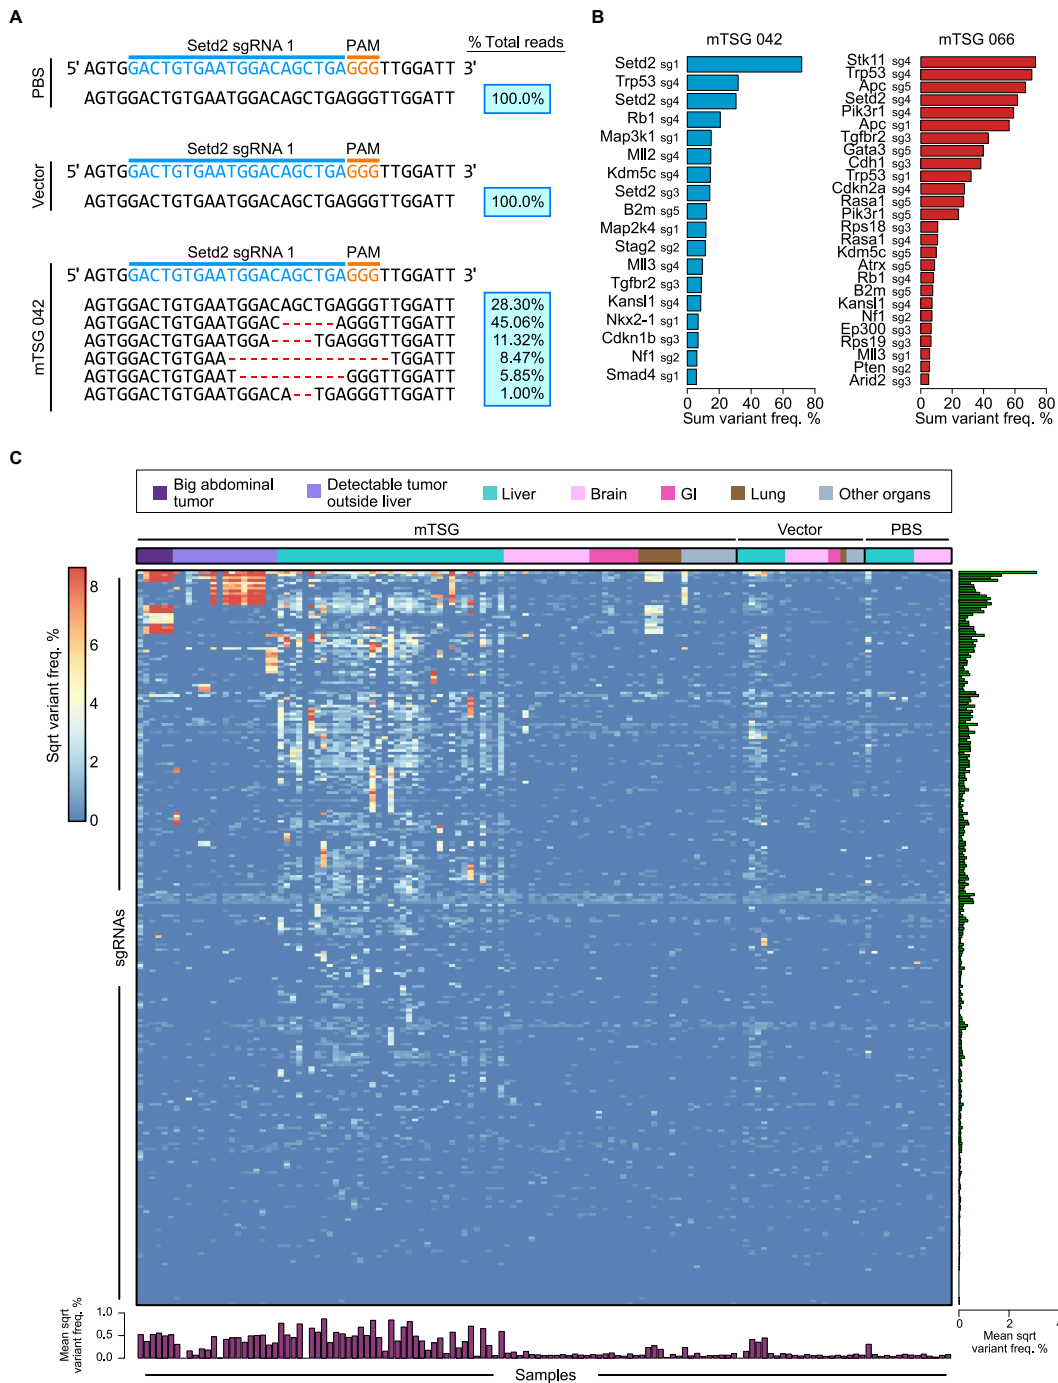 A
Setd2 sgRNA 1 PAM % Total reads
PBS
5' AGTGGACTGTGAATGGACAGCTGAGGGTTGGATT 3'
AGTGGACTGTGAATGGACAGCTGAGGGTTGGATT 100.0%
Setd2 sgRNA 1 PAM
Vector
5' AGTGGACTGTGAATGGACAGCTGAGGGTTGGATT 3'
AGTGGACTGTGAATGGACAGCTGAGGGTTGGATT 100.0%
Setd2 sgRNA 1 PAM
mTSG 042
5' AGTGGACTGTGAATGGACAGCTGAGGGTTGGATT 3'
AGTGGACTGTGAATGGACAGCTGAGGGTTGGATT 28.30%
AGTGGACTGTGAATGGAC-----AGGGTTGGATT 45.06%
AGTGGACTGTGAATGGA----TGAGGGTTGGATT 11.32%
AGTGGACTGTGAA---------------TGGATT 8.47%
AGTGGACTGTGAAT----------GGGTTGGATT 5.85%
AGTGGACTGTGAATGGACA--TGAGGGTTGGATT 1.00%
B
mTSG 042
Setd2 sg1
Trp53 sg4
Setd2 sg4
Rb1 sg4
Map3k1 sg1
Mll2 sg4
Kdm5c sg4
Setd2 sg3
B2m sg5
Map2k4 sg1
Stag2 sg2
Mll3 sg4
Tgfbr2 sg3
Kansl1 sg4
Nkx2-1 sg1
Cdkn1b sg3
Nf1 sg2
Smad4 sg1
0 20 40 60 80
Sum variant freq. %
mTSG 066
Stk11 sg4
Trp53 sg4
Apc sg5
Setd2 sg4
Pik3r1 sg4
Apc sg1
Tgfbr2 sg3
Gata3 sg5
Cdh1 sg3
Trp53 sg1
Cdkn2a sg4
Rasa1 sg5
Pik3r1 sg5
Rps18 sg3
Rasa1 sg4
Kdm5c sg5
Atrx sg5
Rb1 sg4
B2m sg5
Kansl1 sg4
Nf1 sg2
Ep300 sg3
Rps19 sg3
Mll3 sg1
Pten sg2
Arid2 sg3
0 20 40 60 80
Sum variant freq. %
C
Big abdominal tumor
Detectable tumor outside liver
Liver
Brain
GI
Lung
Other organs
mTSG Vector PBS
Sqrt variant freq. %
8
6
4
2
0
sgRNAs
0 2 4
Mean sqrt
variant freq. %
Mean sqrt
variant freq. %
1.0
0.5
0.0
Samples